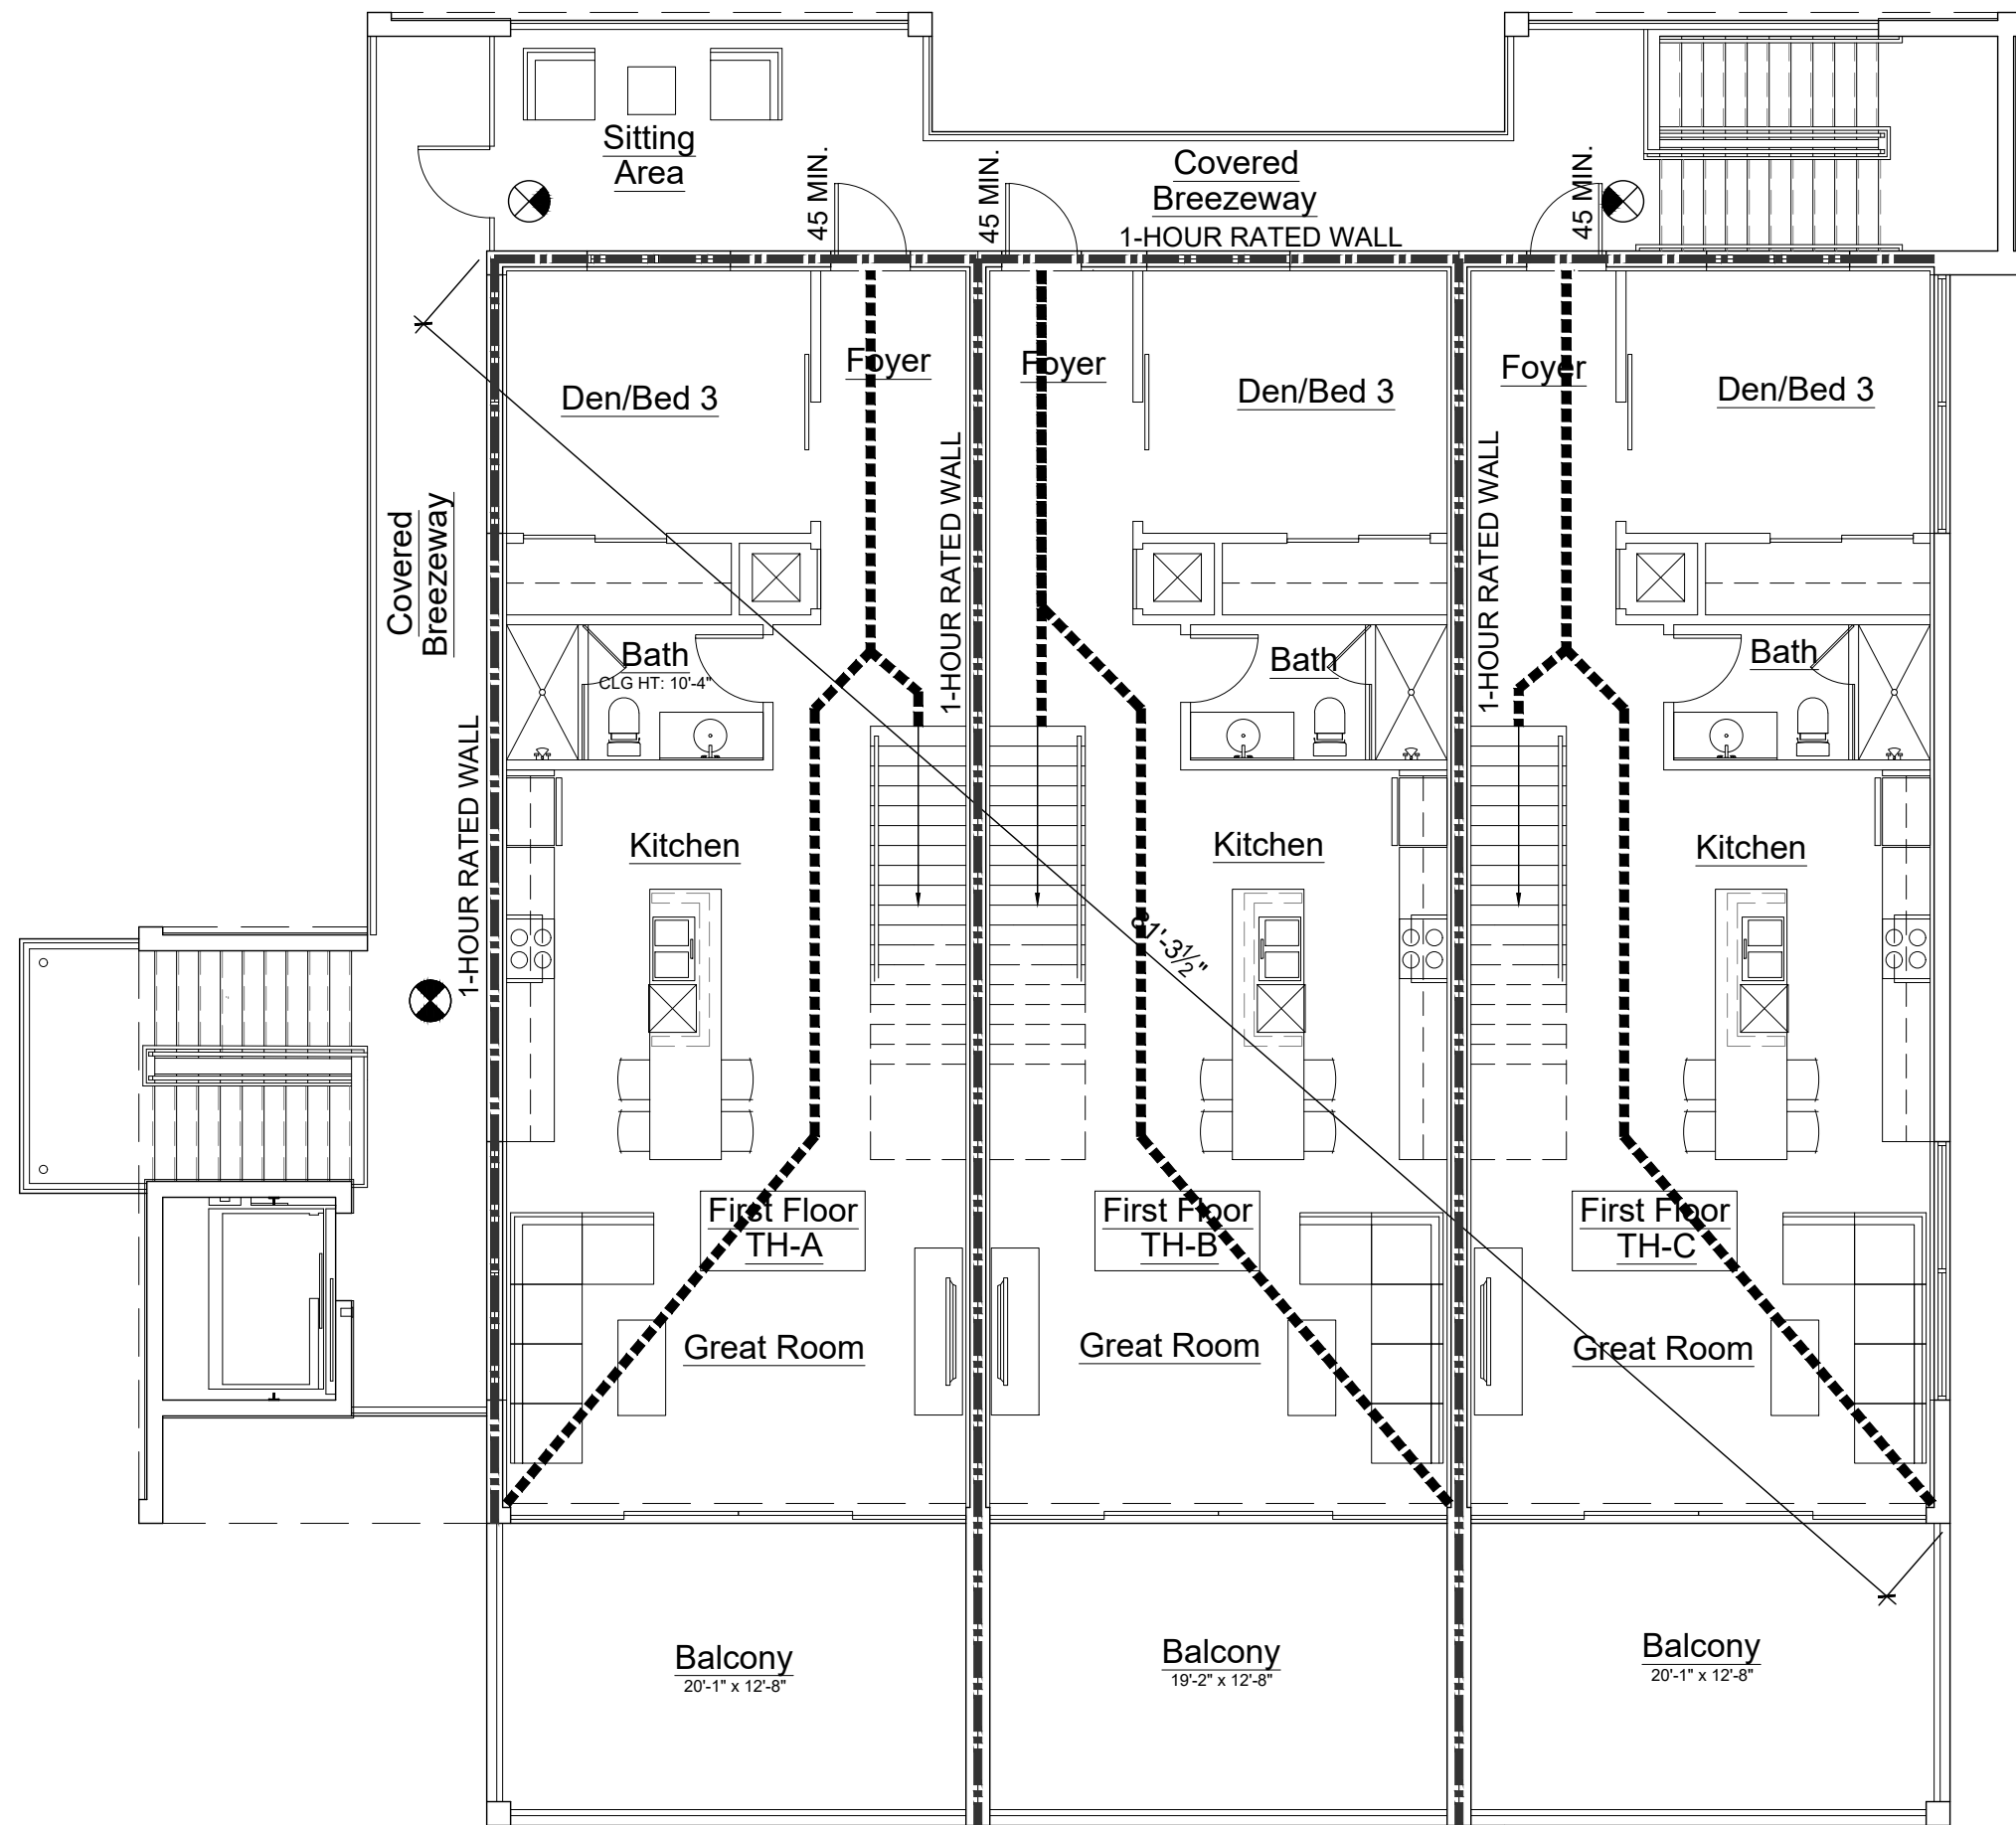 Sitting
Area
45 MIN.
45 MIN.
Covered
Breezeway
1-HOUR RATED WALL
45 MIN.
Foyer
Foyer
Foyer
Den/Bed 3
Den/Bed 3
Den/Bed 3
Covered
Breezeway
1-HOUR RATED WALL
1-HOUR RATED WALL
1-HOUR RATED WALL
Bath
CLG HT: 10'-4"
Bath
Bath
Kitchen
Kitchen
Kitchen
81'-3½"
First Floor
TH-A
First Floor
TH-B
First Floor
TH-C
Great Room
Great Room
Great Room
Balcony
20'-1" x 12'-8"
Balcony
19'-2" x 12'-8"
Balcony
20'-1" x 12'-8"